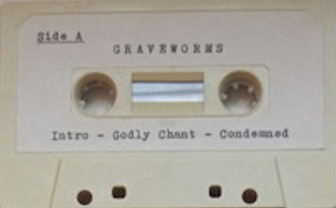 Side A
GRAVEWORMS
Intro - Godly Chant - Condemned